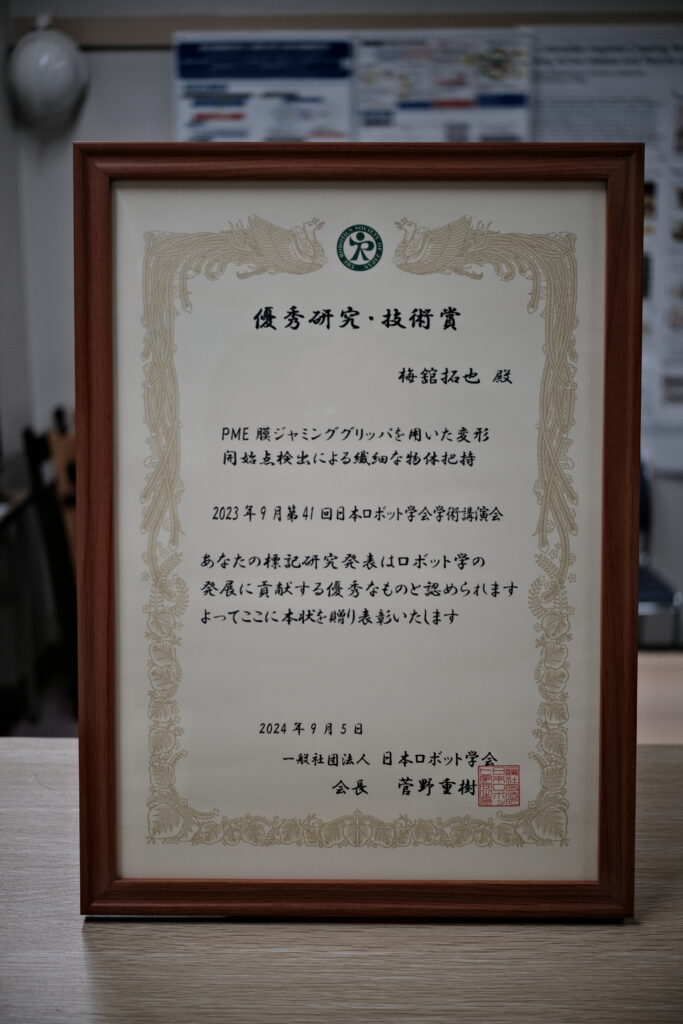 THE ROBOTICS SOCIETY OF JAPAN
優秀研究・技術賞
梅舘拓也 殿
PME 膜ジャミンググリッパを用いた変形
開始点検出による繊細な物体把持
2023年9月第41回日本ロボット学会学術講演会
あなたの標記研究発表はロボット学の
発展に貢献する優秀なものと認められます
よってここに本状を贈り表彰いたします
2024年9月5日
一般社団法人 日本ロボット学会
会長 菅野重樹